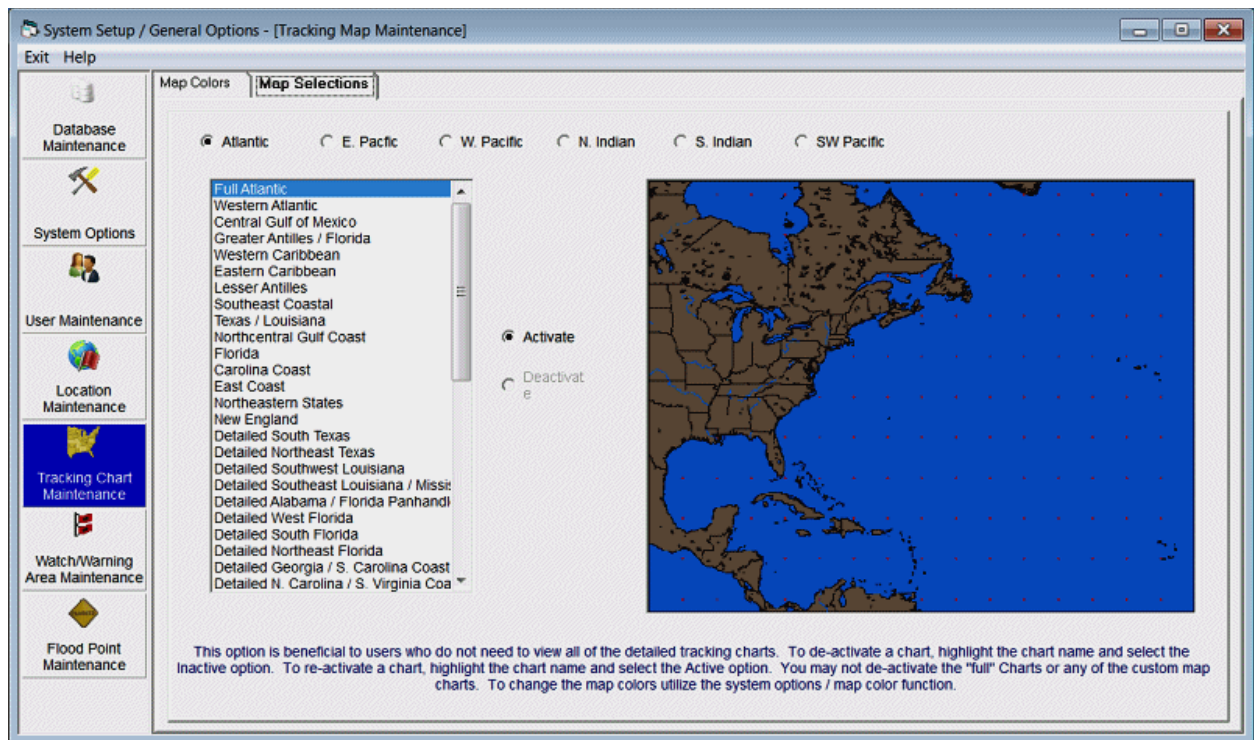 System Setup / General Options - [Tracking Map Maintenance]
Exit Help
Database
Maintenance
System Options
User Maintenance
Location
Maintenance
Tracking Chart
Maintenance
Watch/Warning
Area Maintenance
Flood Point
Maintenance
Map Colors
Map Selections
Atlantic
E. Pacfic
W. Pacific
N. Indian
S. Indian
SW Pacific
Full Atlantic
Western Atlantic
Central Gulf of Mexico
Greater Antilles / Florida
Western Caribbean
Eastern Caribbean
Lesser Antilles
Southeast Coastal
Texas / Louisiana
Northcentral Gulf Coast
Florida
Carolina Coast
East Coast
Northeastern States
New England
Detailed South Texas
Detailed Northeast Texas
Detailed Southwest Louisiana
Detailed Southeast Louisiana / Missis
Detailed Alabama / Florida Panhandl
Detailed West Florida
Detailed South Florida
Detailed Northeast Florida
Detailed Georgia / S. Carolina Coast
Detailed N. Carolina / S. Virginia Coa
Activate
Deactivat
e
This option is beneficial to users who do not need to view all of the detailed tracking charts. To de-activate a chart, highlight the chart name and select the
Inactive option. To re-activate a chart, highlight the chart name and select the Active option. You may not de-activate the "full" Charts or any of the custom map
charts. To change the map colors utilize the system options / map color function.